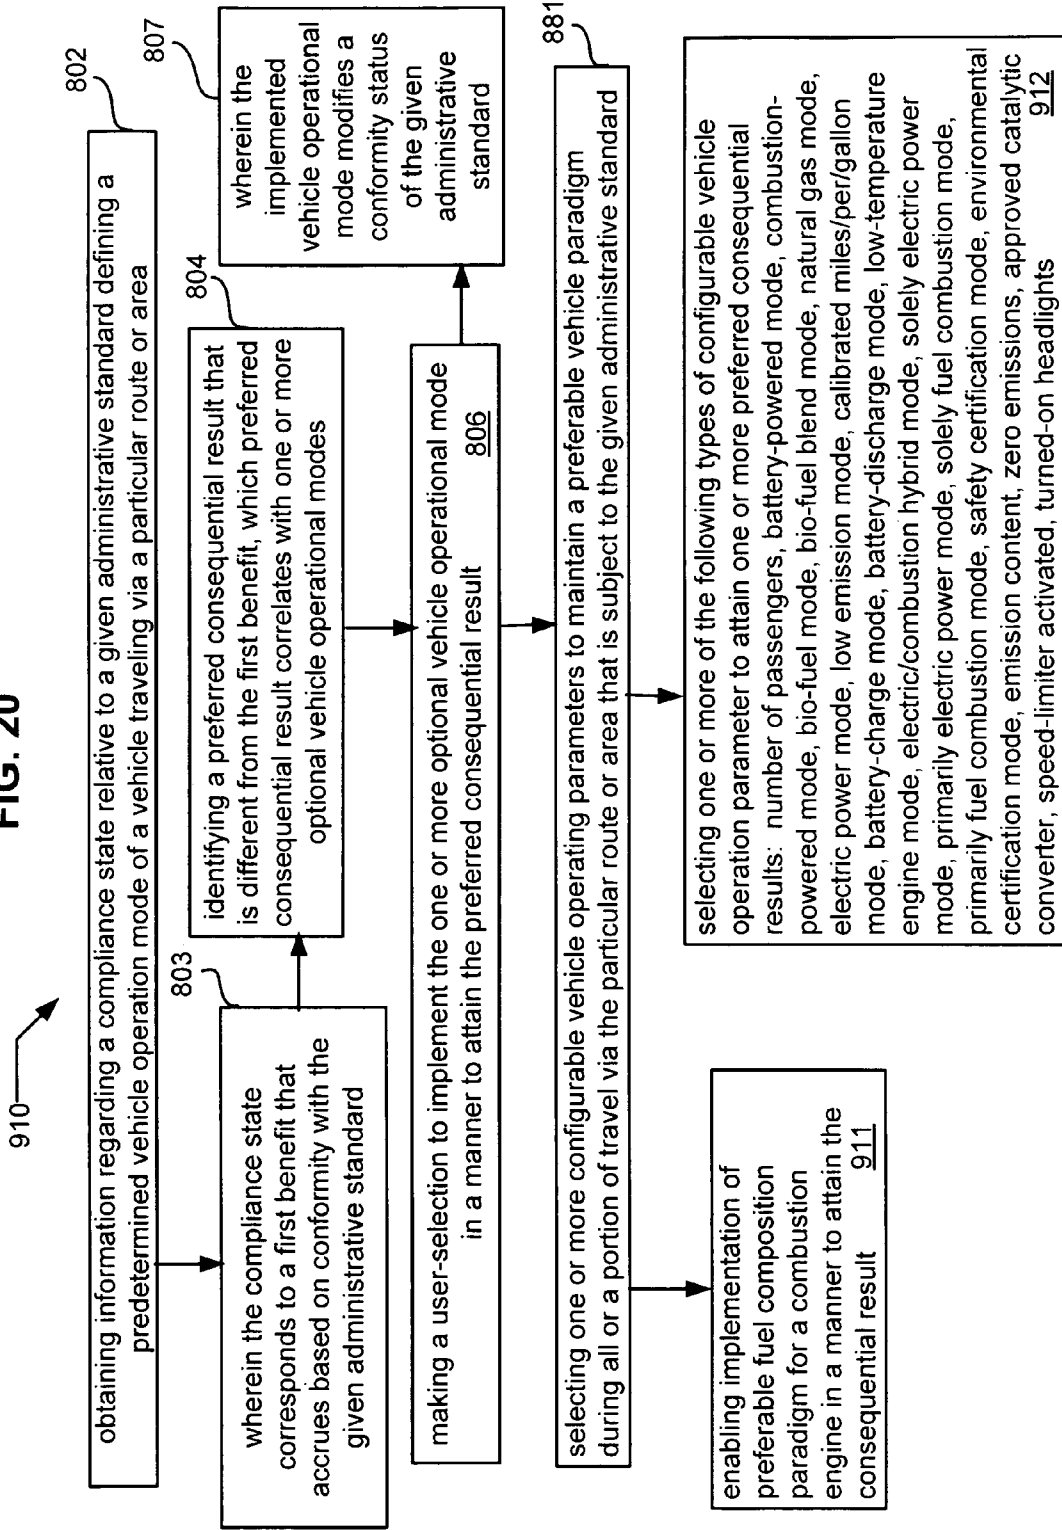 FIG. 20
910
802
obtaining information regarding a compliance state relative to a given administrative standard defining a
predetermined vehicle operation mode of a vehicle traveling via a particular route or area
803
wherein the compliance state
corresponds to a first benefit that
accrues based on conformity with the
given administrative standard
804
identifying a preferred consequential result that
is different from the first benefit, which preferred
consequential result correlates with one or more
optional vehicle operational modes
807
wherein the
implemented
vehicle operational
mode modifies a
conformity status
of the given
administrative
standard
making a user-selection to implement the one or more optional vehicle operational mode
in a manner to attain the preferred consequential result 806
881
selecting one or more configurable vehicle operating parameters to maintain a preferable vehicle paradigm
during all or a portion of travel via the particular route or area that is subject to the given administrative standard
enabling implementation of
preferable fuel composition
paradigm for a combustion
engine in a manner to attain the
consequential result 911
selecting one or more of the following types of configurable vehicle
operation parameter to attain one or more preferred consequential
results: number of passengers, battery-powered mode, combustion-
powered mode, bio-fuel mode, bio-fuel blend mode, natural gas mode,
electric power mode, low emission mode, calibrated miles/per/gallon
mode, battery-charge mode, battery-discharge mode, low-temperature
engine mode, electric/combustion hybrid mode, solely electric power
mode, primarily electric power mode, solely fuel combustion mode,
primarily fuel combustion mode, safety certification mode, environmental
certification mode, emission content, zero emissions, approved catalytic
converter, speed-limiter activated, turned-on headlights 912